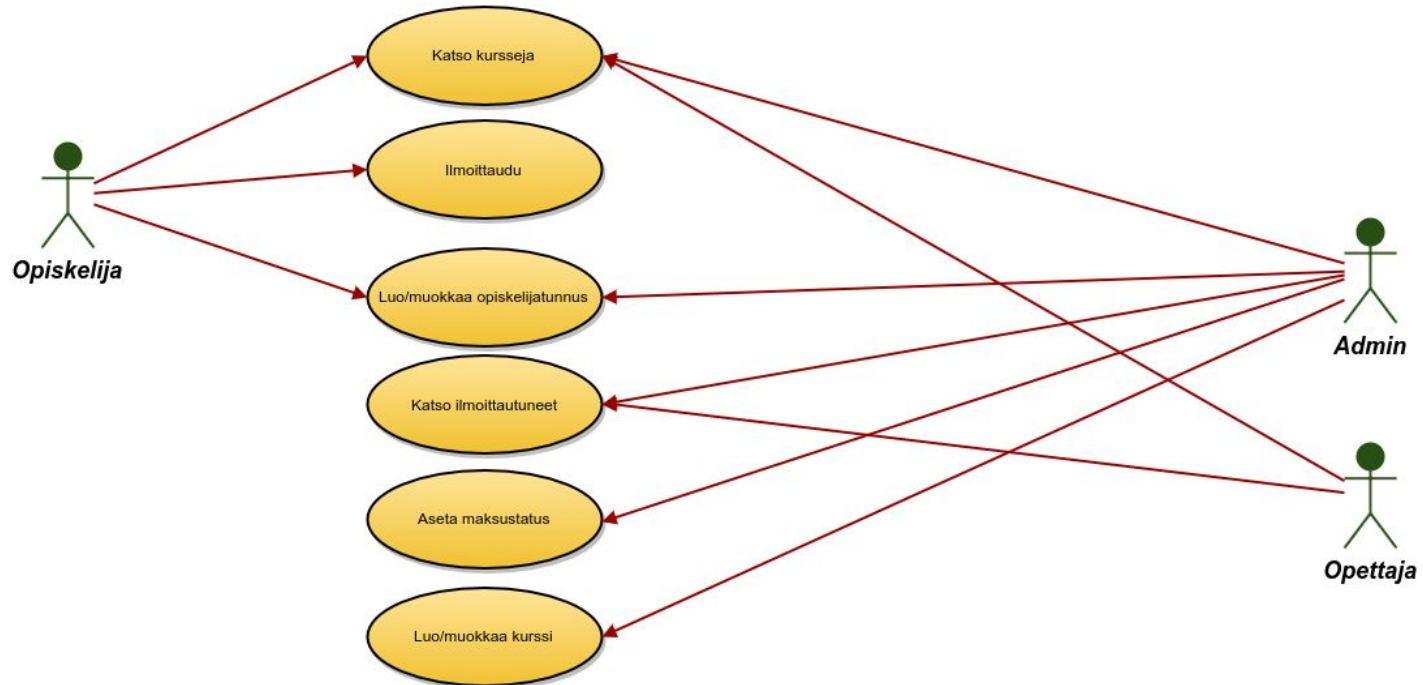 Katso kursseja
Ilmoittaudu
Opiskelija
Luo/muokkaa opiskelijatunnus
Admin
Katso ilmoittautuneet
Aseta maksustatus
Opettaja
Luo/muokkaa kurssi